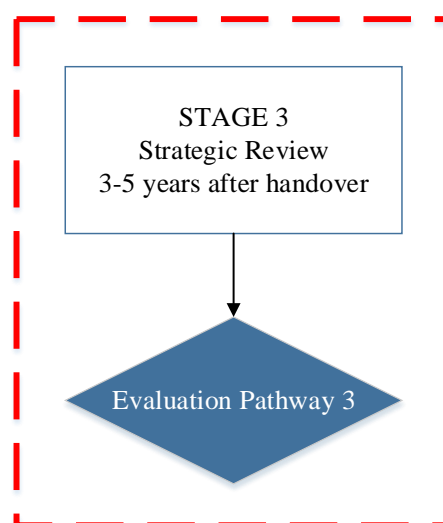 STAGE 3
Strategic Review
3-5 years after handover
Evaluation Pathway 3